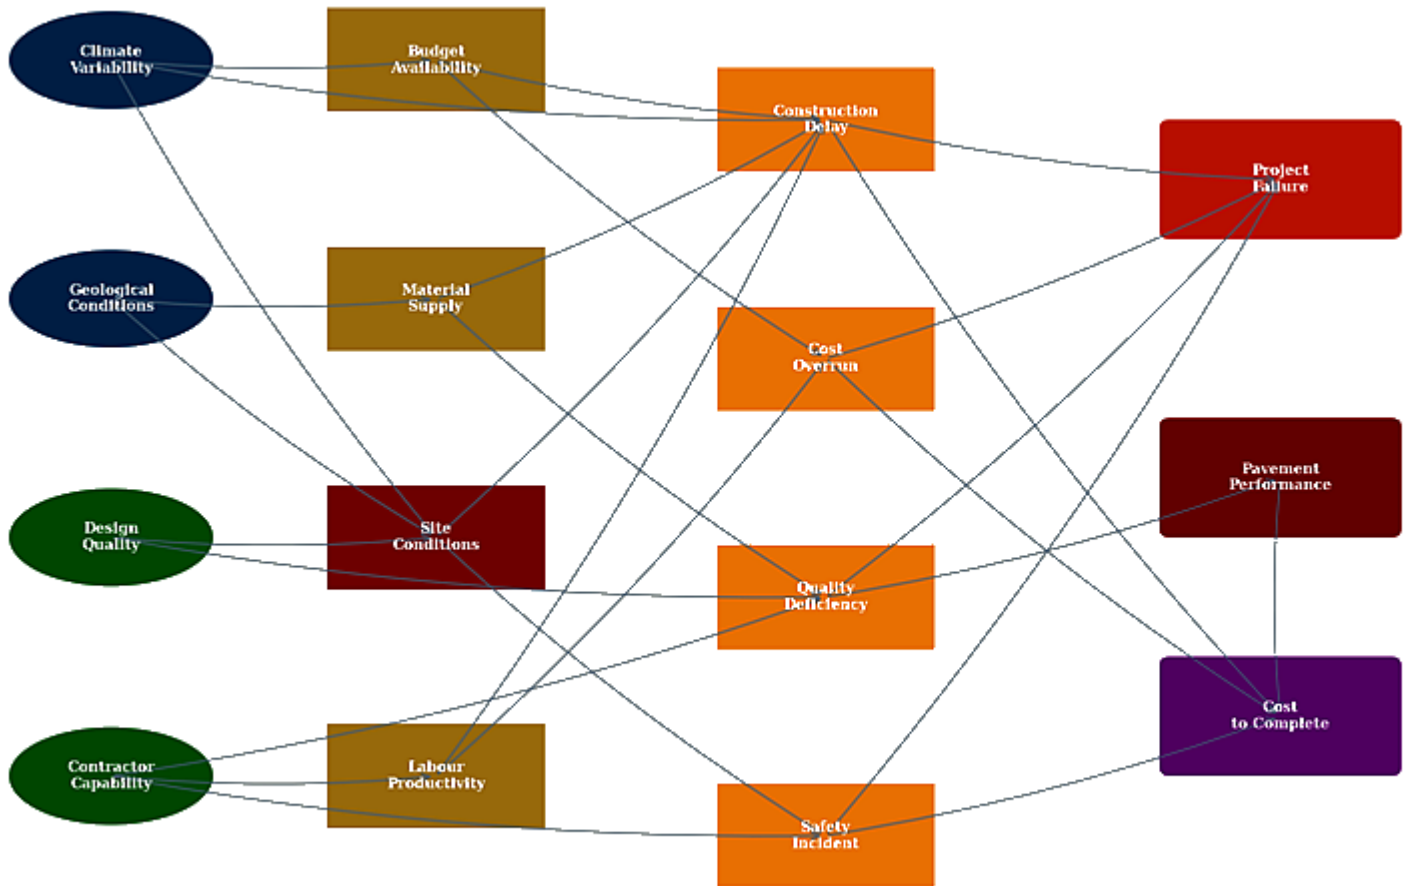 Climate
Variability
Budget
Availability
Construction
Delay
Project
Failure
Geological
Conditions
Material
Supply
Cost
Overrun
Pavement
Performance
Design
Quality
Site
Conditions
Quality
Deficiency
Cost
to Complete
Contractor
Capability
Labour
Productivity
Safety
Incident